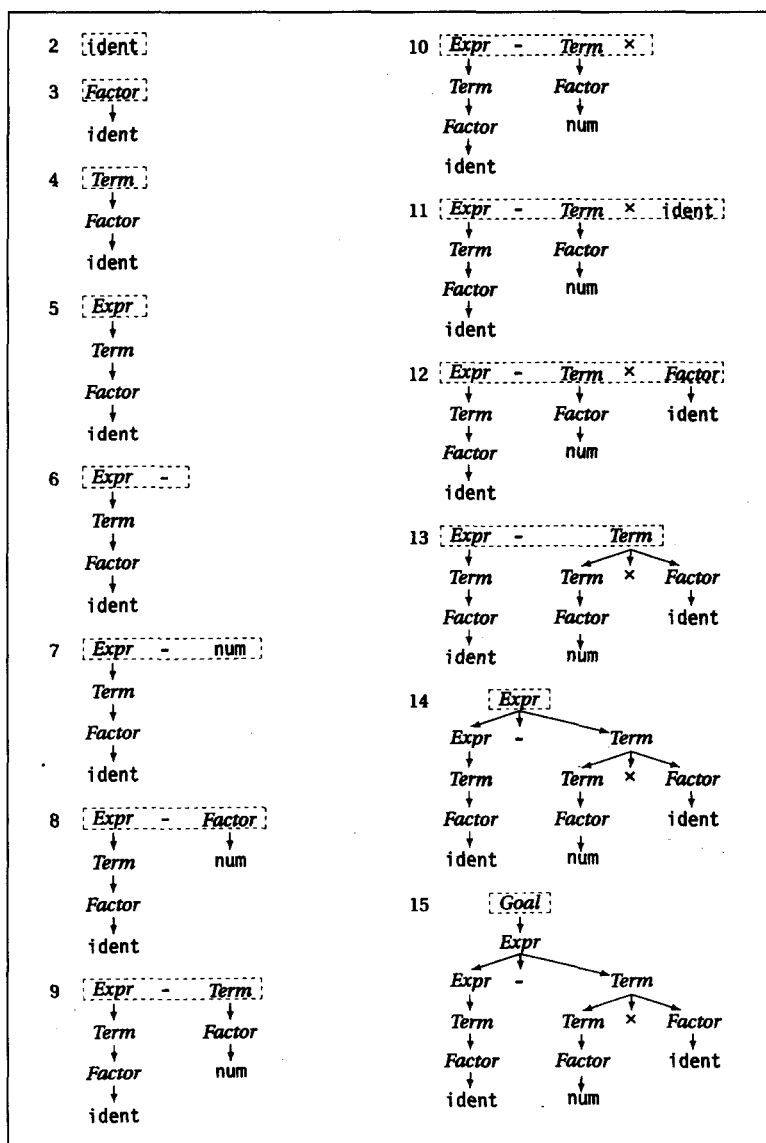 2 ident
3 Factor
ident
4 Term
Factor
ident
5 Expr
Term
Factor
ident
6 Expr -
Term
Factor
ident
7 Expr - num
Term
Factor
ident
8 Expr - Factor
Term num
Factor
ident
9 Expr - Term
Term Factor
Factor num
ident
10 Expr - Term ×
Term Factor
Factor num
ident
11 Expr - Term × ident
Term Factor
Factor num
ident
12 Expr - Term × Factor
Term Factor ident
Factor num
ident
13 Expr - Term
Term Term × Factor
Factor Factor ident
ident num
14 Expr
Expr - Term
Term Term × Factor
Factor Factor ident
ident num
15 Goal
Expr
Expr - Term
Term Term × Factor
Factor Factor ident
ident num